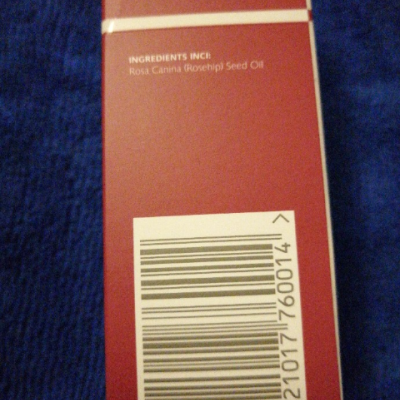 INGREDIENTS INCI:
Rosa Canina (Rosehip) Seed Oil
21017 760014 >